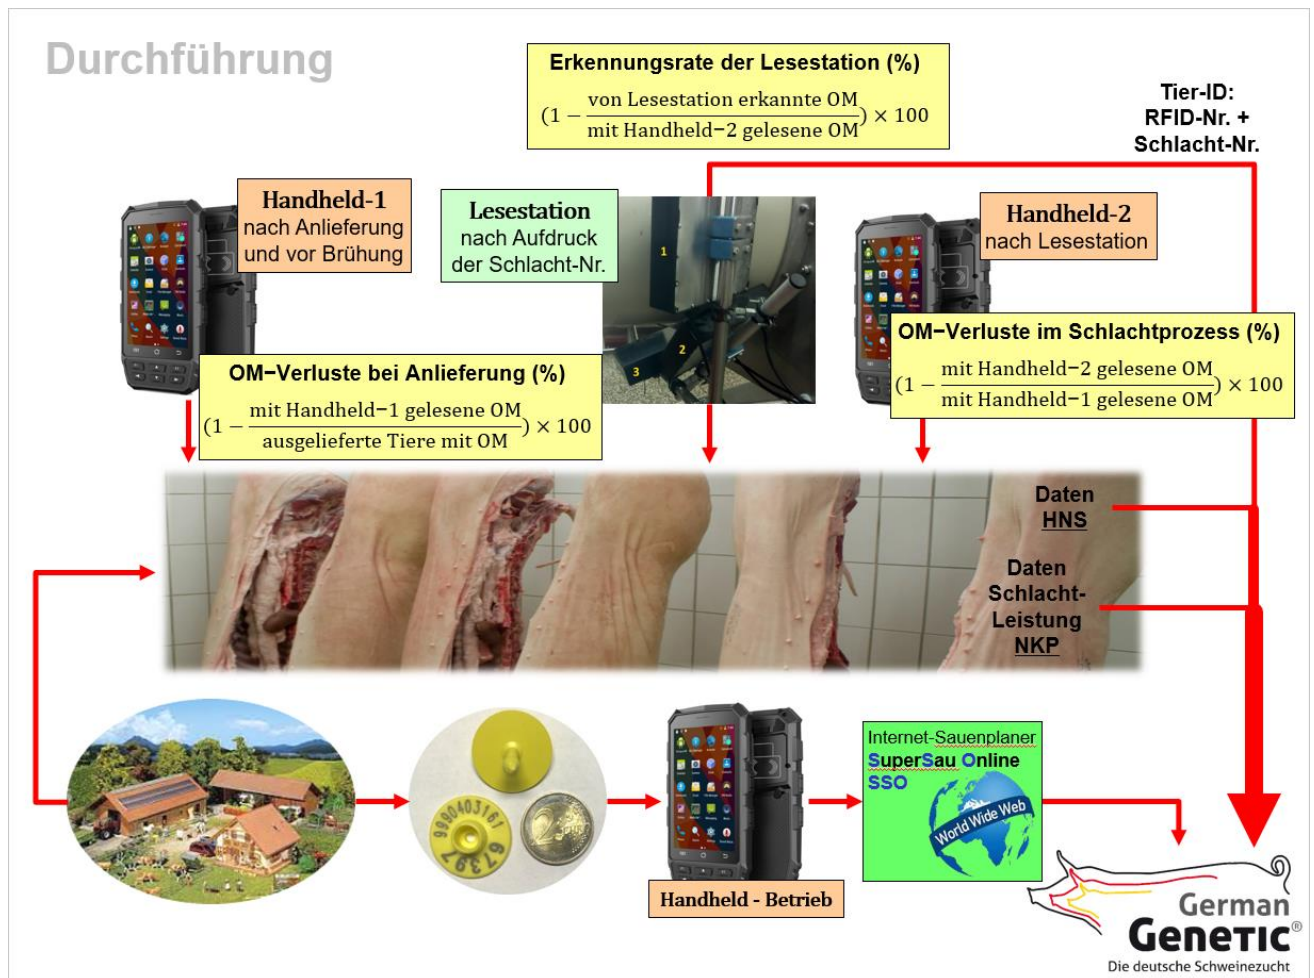 Durchführung
Erkennungsrate der Lesestation (%)
(1 − von Lesestation erkannte OM / mit Handheld−2 gelesene OM) × 100
Tier-ID:
RFID-Nr. +
Schlacht-Nr.
Handheld-1
nach Anlieferung
und vor Brühung
Lesestation
nach Aufdruck
der Schlacht-Nr.
1
2
3
Handheld-2
nach Lesestation
OM−Verluste bei Anlieferung (%)
(1 − mit Handheld−1 gelesene OM / ausgelieferte Tiere mit OM) × 100
OM−Verluste im Schlachtprozess (%)
(1 − mit Handheld−2 gelesene OM / mit Handheld−1 gelesene OM) × 100
Daten
HNS
Daten
Schlacht-
Leistung
NKP
9900403161
67397
2
Handheld - Betrieb
Internet-Sauenplaner
SuperSau Online
SSO
World Wide Web
German
Genetic®
Die deutsche Schweinezucht